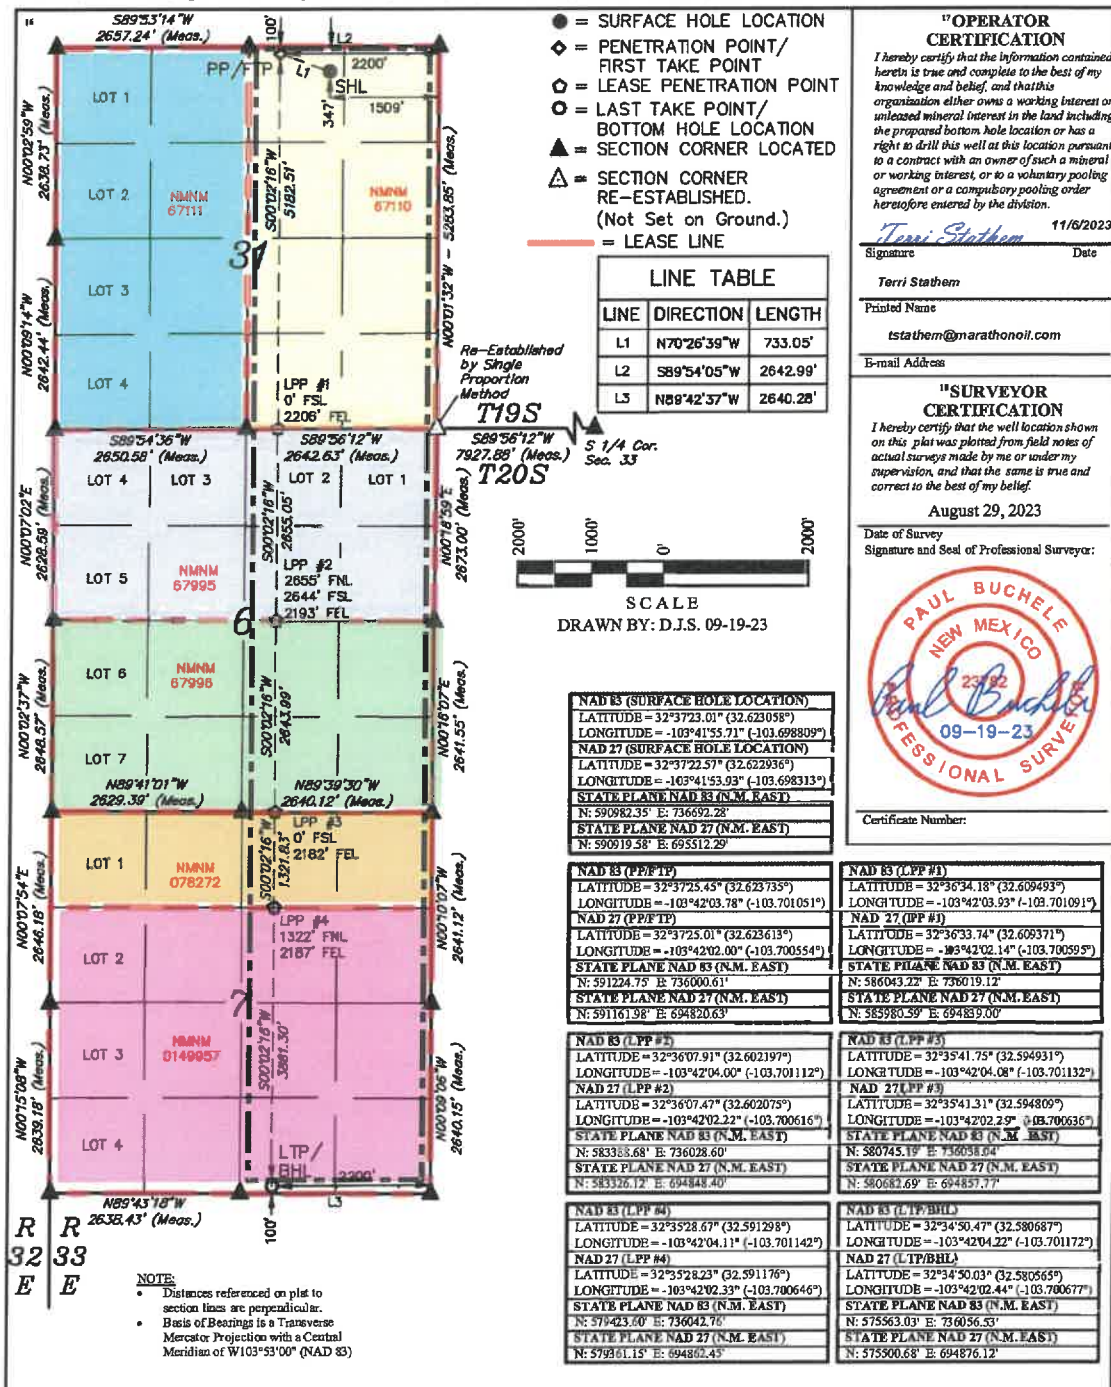 16
S89°53'14"W
2657.24' (Meas.)
100'
L2
PP/FTP
L1
2200'
SHL
347'
1509'
LOT 1
N00°02'59"W
2638.73' (Meas.)
LOT 2
NMNM
67111
S00°02'16"W
5182.51'
NMNM
67110
N00°01'32"W - 5283.85' (Meas.)
31
LOT 3
N00°09'14"W
2642.44' (Meas.)
LOT 4
LPP #1
0' FSL
2206' FEL
Re-Established
by Single
Proportion
Method
T19S
S89°56'12"W
7927.88' (Meas.)
T20S
S 1/4 Cor.
Sec. 33
S89°54'36"W
2650.58' (Meas.)
S89°56'12"W
2642.63' (Meas.)
LOT 4
LOT 3
LOT 2
LOT 1
N00°07'02"E
2628.59' (Meas.)
S00°02'16"W
2655.05'
N00°18'59"E
2673.00' (Meas.)
LOT 5
NMNM
67995
LPP #2
2655' FNL
2644' FSL
2193' FEL
6
LOT 6
NMNM
67996
N00°02'37"W
2648.57' (Meas.)
S00°02'16"W
2643.99'
N00°18'07"E
2641.55' (Meas.)
LOT 7
N89°41'01"W
2629.39' (Meas.)
N89°39'30"W
2640.12' (Meas.)
LPP #3
0' FSL
2182' FEL
LOT 1
NMNM
078272
S00°02'16"W
1321.83'
N00°07'54"E
2646.18' (Meas.)
N00°10'07"W
2641.12' (Meas.)
LPP #4
1322' FNL
2187' FEL
LOT 2
7
LOT 3
NMNM
0149957
S00°02'16"W
3861.30'
N00°15'08"W
2639.18' (Meas.)
N00°09'06"W
2640.15' (Meas.)
LOT 4
LTP/
BHL
2200'
N89°43'18"W
2638.43' (Meas.)
L3
100'
R R
32 33
E E
NOTE:
• Distances referenced on plat to
section lines are perpendicular.
• Basis of Bearings is a Transverse
Mercator Projection with a Central
Meridian of W103°53'00" (NAD 83)
= SURFACE HOLE LOCATION
= PENETRATION POINT/
FIRST TAKE POINT
= LEASE PENETRATION POINT
= LAST TAKE POINT/
BOTTOM HOLE LOCATION
= SECTION CORNER LOCATED
= SECTION CORNER
RE-ESTABLISHED.
(Not Set on Ground.)
= LEASE LINE
LINE TABLE
LINE DIRECTION LENGTH
L1 N70°26'39"W 733.05'
L2 S89°54'05"W 2642.99'
L3 N89°42'37"W 2640.28'
2000' 1000' 0' 2000'
SCALE
DRAWN BY: D.J.S. 09-19-23
17 OPERATOR
CERTIFICATION
I hereby certify that the information contained
herein is true and complete to the best of my
knowledge and belief, and that this
organization either owns a working interest or
unleased mineral interest in the land including
the proposed bottom hole location or has a
right to drill this well at this location pursuant
to a contract with an owner of such a mineral
or working interest, or to a voluntary pooling
agreement or a compulsory pooling order
heretofore entered by the division.
Terri Stathem 11/6/2023
Signature Date
Terri Stathem
Printed Name
tstathem@marathonoil.com
E-mail Address
18 SURVEYOR
CERTIFICATION
I hereby certify that the well location shown
on this plat was plotted from field notes of
actual surveys made by me or under my
supervision, and that the same is true and
correct to the best of my belief.
August 29, 2023
Date of Survey
Signature and Seal of Professional Surveyor:
PAUL BUCHELE
NEW MEXICO
Paul Buchele
09-19-23
PROFESSIONAL SURVEYOR
Certificate Number:
NAD 83 (SURFACE HOLE LOCATION)
LATITUDE = 32°37'23.01" (32.623058°)
LONGITUDE = -103°41'55.71" (-103.698809°)
NAD 27 (SURFACE HOLE LOCATION)
LATITUDE = 32°37'22.57" (32.622936°)
LONGITUDE = -103°41'53.93" (-103.698313°)
STATE PLANE NAD 83 (N.M. EAST)
N: 590982.35' E: 736692.28'
STATE PLANE NAD 27 (N.M. EAST)
N: 590919.58' E: 695512.29'
NAD 83 (PP/FTP)
LATITUDE = 32°37'25.45" (32.623735°)
LONGITUDE = -103°42'03.78" (-103.701051°)
NAD 27 (PP/FTP)
LATITUDE = 32°37'25.01" (32.623613°)
LONGITUDE = -103°42'02.00" (-103.700554°)
STATE PLANE NAD 83 (N.M. EAST)
N: 591224.75' E: 736000.61'
STATE PLANE NAD 27 (N.M. EAST)
N: 591161.98' E: 694820.63'
NAD 83 (LPP #1)
LATITUDE = 32°36'34.18" (32.609493°)
LONGITUDE = -103°42'03.93" (-103.701091°)
NAD 27 (LPP #1)
LATITUDE = 32°36'33.74" (32.609371°)
LONGITUDE = -103°42'02.14" (-103.700595°)
STATE PLANE NAD 83 (N.M. EAST)
N: 586043.22' E: 736019.12'
STATE PLANE NAD 27 (N.M. EAST)
N: 585980.59' E: 694839.00'
NAD 83 (LPP #2)
LATITUDE = 32°36'07.91" (32.602197°)
LONGITUDE = -103°42'04.00" (-103.701112°)
NAD 27 (LPP #2)
LATITUDE = 32°36'07.47" (32.602075°)
LONGITUDE = -103°42'02.22" (-103.700616°)
STATE PLANE NAD 83 (N.M. EAST)
N: 583388.68' E: 736028.60'
STATE PLANE NAD 27 (N.M. EAST)
N: 583326.12' E: 694848.40'
NAD 83 (LPP #3)
LATITUDE = 32°35'41.75" (32.594931°)
LONGITUDE = -103°42'04.08" (-103.701132°)
NAD 27 (LPP #3)
LATITUDE = 32°35'41.31" (32.594809°)
LONGITUDE = -103°42'02.29" (-103.700636°)
STATE PLANE NAD 83 (N.M. EAST)
N: 580745.19' E: 736038.04'
STATE PLANE NAD 27 (N.M. EAST)
N: 580682.69' E: 694857.77'
NAD 83 (LPP #4)
LATITUDE = 32°35'28.67" (32.591298°)
LONGITUDE = -103°42'04.11" (-103.701142°)
NAD 27 (LPP #4)
LATITUDE = 32°35'28.23" (32.591176°)
LONGITUDE = -103°42'02.33" (-103.700646°)
STATE PLANE NAD 83 (N.M. EAST)
N: 579423.60' E: 736042.76'
STATE PLANE NAD 27 (N.M. EAST)
N: 579361.15' E: 694862.45'
NAD 83 (LTP/BHL)
LATITUDE = 32°34'50.47" (32.580687°)
LONGITUDE = -103°42'04.22" (-103.701172°)
NAD 27 (LTP/BHL)
LATITUDE = 32°34'50.03" (32.580565°)
LONGITUDE = -103°42'02.44" (-103.700677°)
STATE PLANE NAD 83 (N.M. EAST)
N: 575563.03' E: 736056.53'
STATE PLANE NAD 27 (N.M. EAST)
N: 575500.68' E: 694876.12'